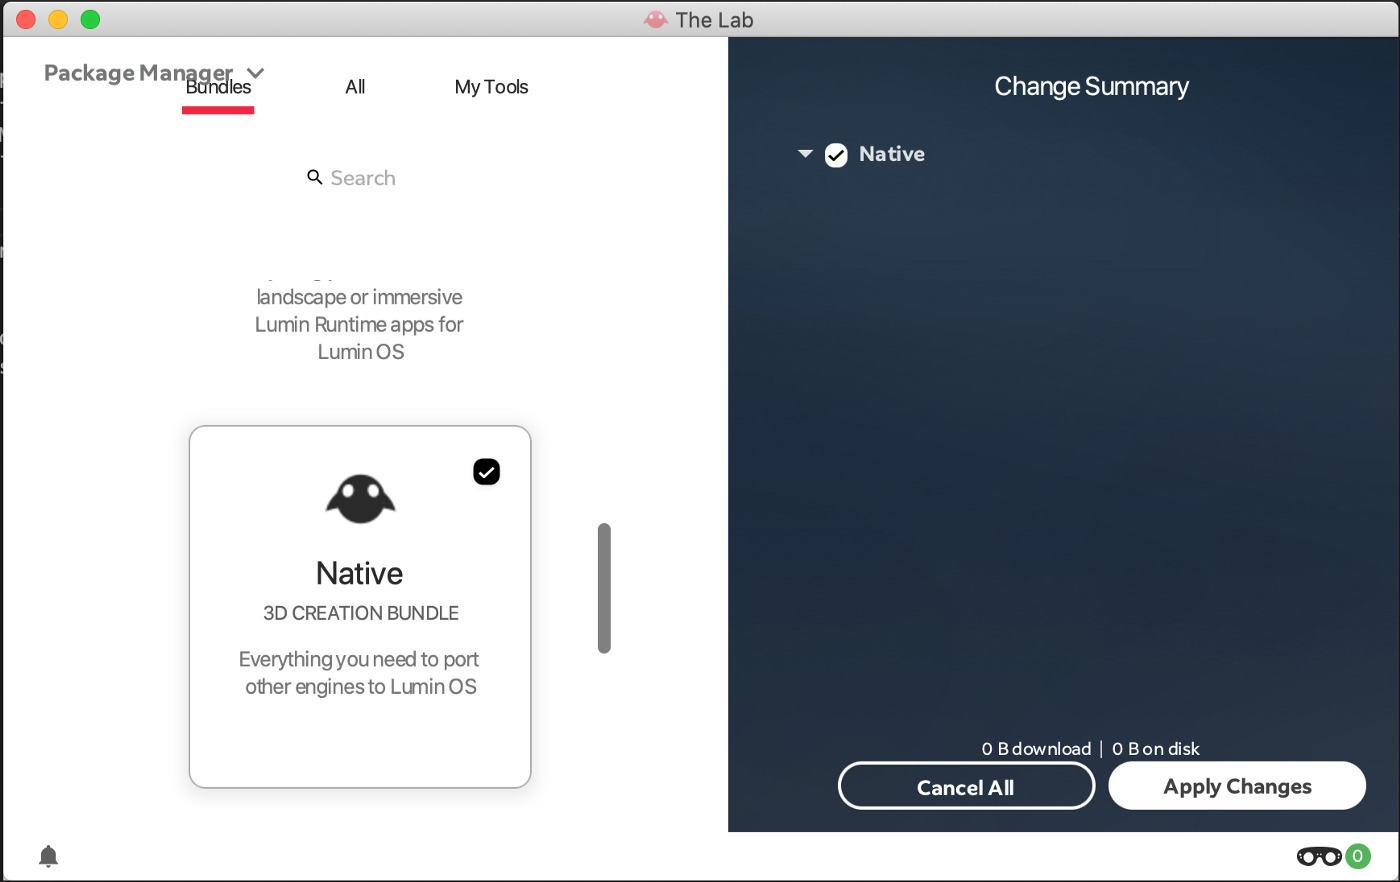 The Lab
Package Manager
Bundles
All
My Tools
Search
landscape or immersive
Lumin Runtime apps for
Lumin OS
Native
3D CREATION BUNDLE
Everything you need to port
other engines to Lumin OS
Change Summary
Native
0 B download | 0 B on disk
Cancel All
Apply Changes
0